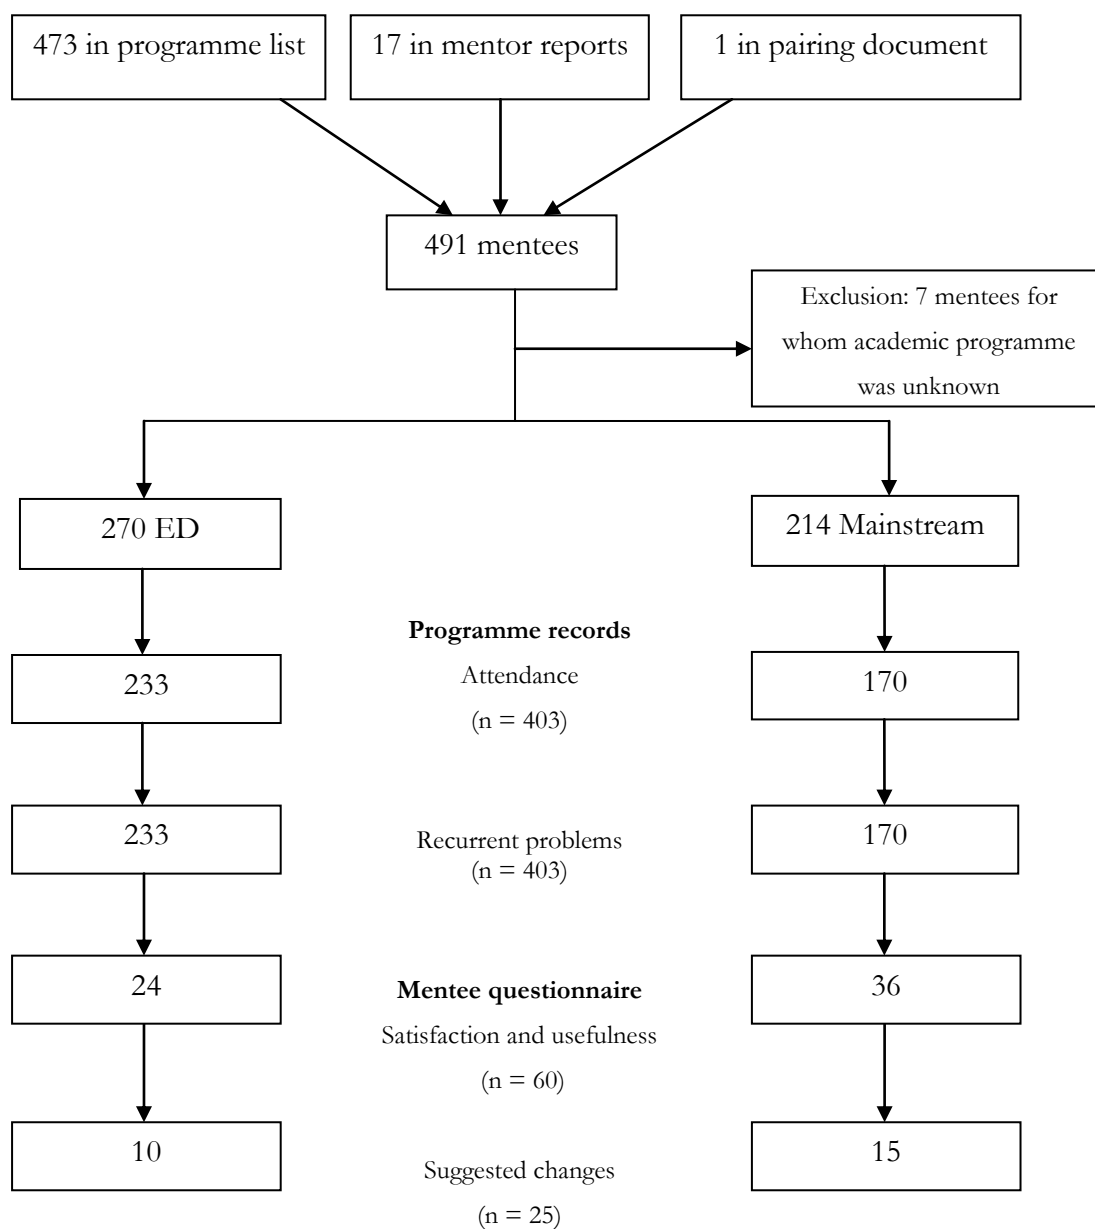 473 in programme list
17 in mentor reports
1 in pairing document
491 mentees
Exclusion: 7 mentees for
whom academic programme
was unknown
270 ED
214 Mainstream
Programme records
Attendance
(n = 403)
233
170
233
Recurrent problems
(n = 403)
170
24
Mentee questionnaire
Satisfaction and usefulness
(n = 60)
36
10
Suggested changes
(n = 25)
15